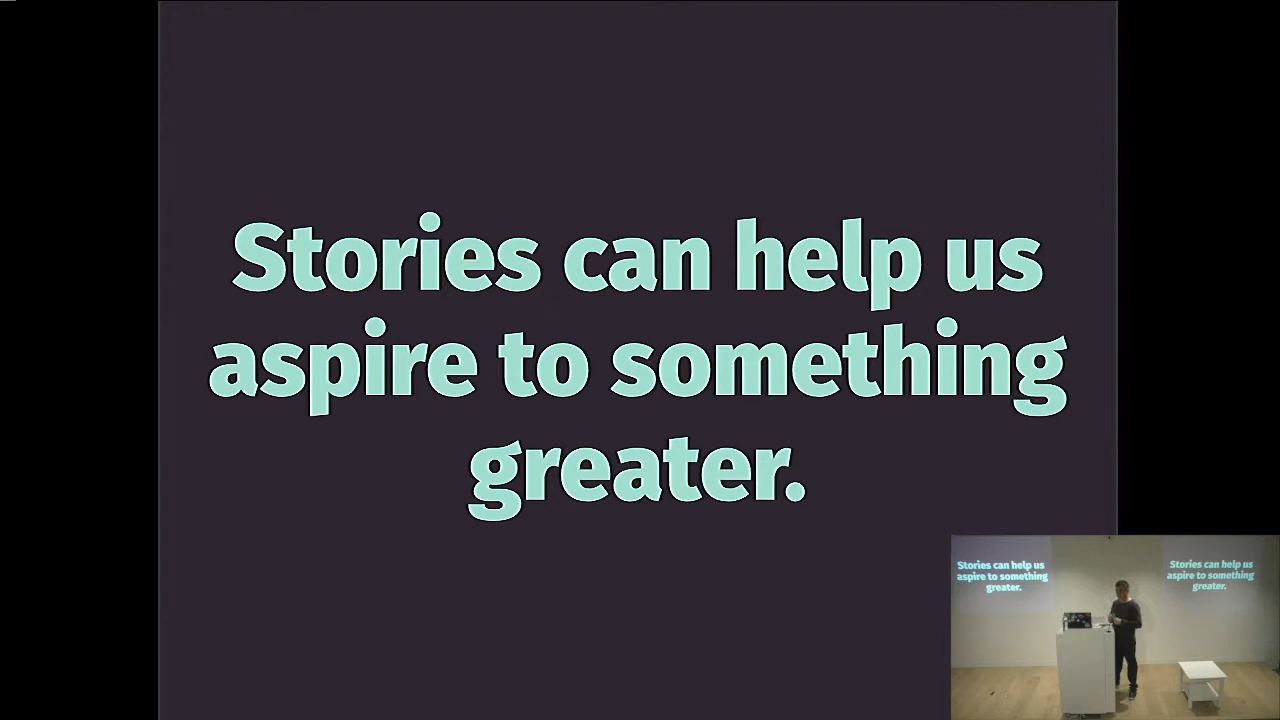 Stories can help us
aspire to something
greater.
Stories can help us
aspire to something
greater.
Stories can help us
aspire to something
greater.